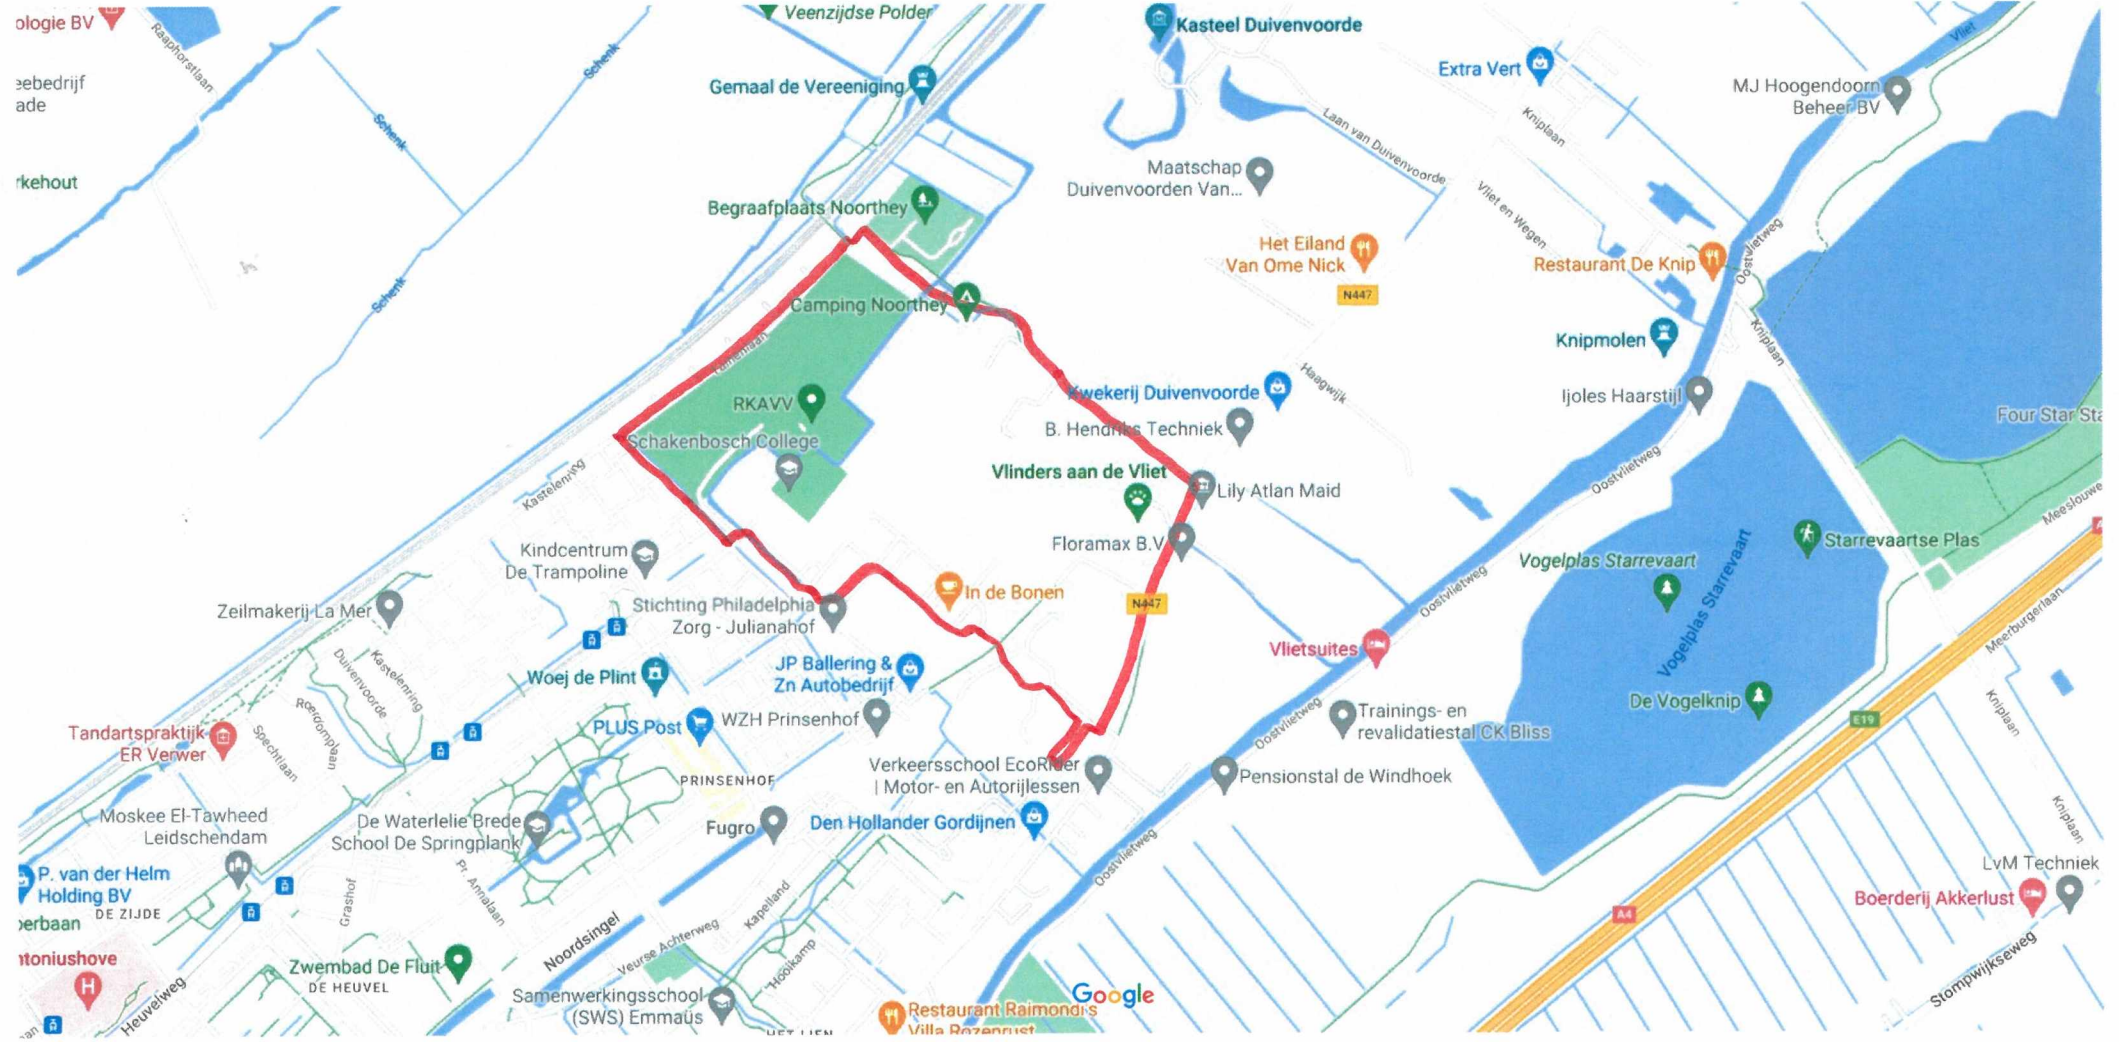 ologie BV
Veenzijdse Polder
Kasteel Duivenvoorde
Vliet
Raaphorstlaan
Schenk
eebedrijf
ade
Gemaal de Vereeniging
Extra Vert
MJ Hoogendoorn
Beheer BV
Schenk
Laan van Duivenvoorde
Kniplaan
rkehout
Maatschap
Duivenvoorden Van...
Vliet en Wegen
Begraafplaats Noorthey
Het Eiland
Van Ome Nick
Restaurant De Knip
Oostvlietweg
N447
Schenk
Camping Noorthey
Knipmolen
Kniplaan
RKAVV
Kwekerij Duivenvoorde
Haagwijk
Ijoles Haarstijl
B. Hendriks Techniek
Four Star Sta
Schakenbosch College
Kastelenring
Vlinders aan de Vliet
Lily Atlan Maid
Oostvlietweg
Meeslouwe
Floramax B.V
Kindcentrum
De Trampoline
Starrevaartse Plas
Vogelplas Starrevaart
Vogelplas Starrevaart
In de Bonen
N447
Oostvlietweg
Zeilmakerij La Mer
Stichting Philadelphia
Zorg - Julianahof
Meerburgerlaan
Duivenvoorde
Kastelenring
Woej de Plint
JP Ballering &
Zn Autobedrijf
Vlietsuites
De Vogelknip
Roerdomplaan
Spechtlaan
Tandartspraktijk
ER Verwer
PLUS Post
WZH Prinsenhof
Oostvlietweg
Trainings- en
revalidatiestal CK Bliss
E19
Kniplaan
PRINSENHOF
Verkeersschool EcoRider
| Motor- en Autorijlessen
Pensionstal de Windhoek
Moskee El-Tawheed
Leidschendam
De Waterlelie Brede
School De Springplank
Fugro
Den Hollander Gordijnen
Kniplaan
Oostvlietweg
P. van der Helm
Holding BV
DE ZIJDE
Grashof
Pr. Annalaan
Kapelland
LvM Techniek
Boerderij Akkerlust
A4
perbaan
Noordsingel
Veurse Achterweg
ntoniushove
H
Zwembad De Fluit
DE HEUVEL
Hooikamp
Stompwijkseweg
Heuvelweg
Samenwerkingsschool
(SWS) Emmaüs
Google
Restaurant Raimondi's
Villa Rozenrust
HET LIEN